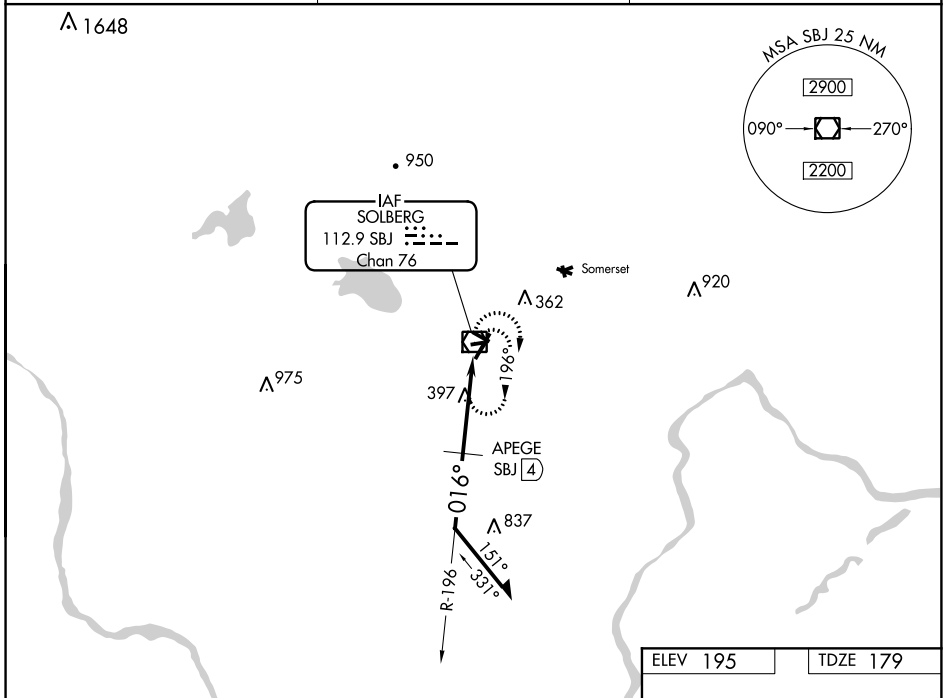 1648
MSA SBJ 25 NM
2900
090°
270°
2200
950
IAF
SOLBERG
112.9 SBJ
Chan 76
Somerset
920
362
196°
975
397
APEGE
SBJ 4
016°
837
151°
331°
R-196
ELEV 195
TDZE 179